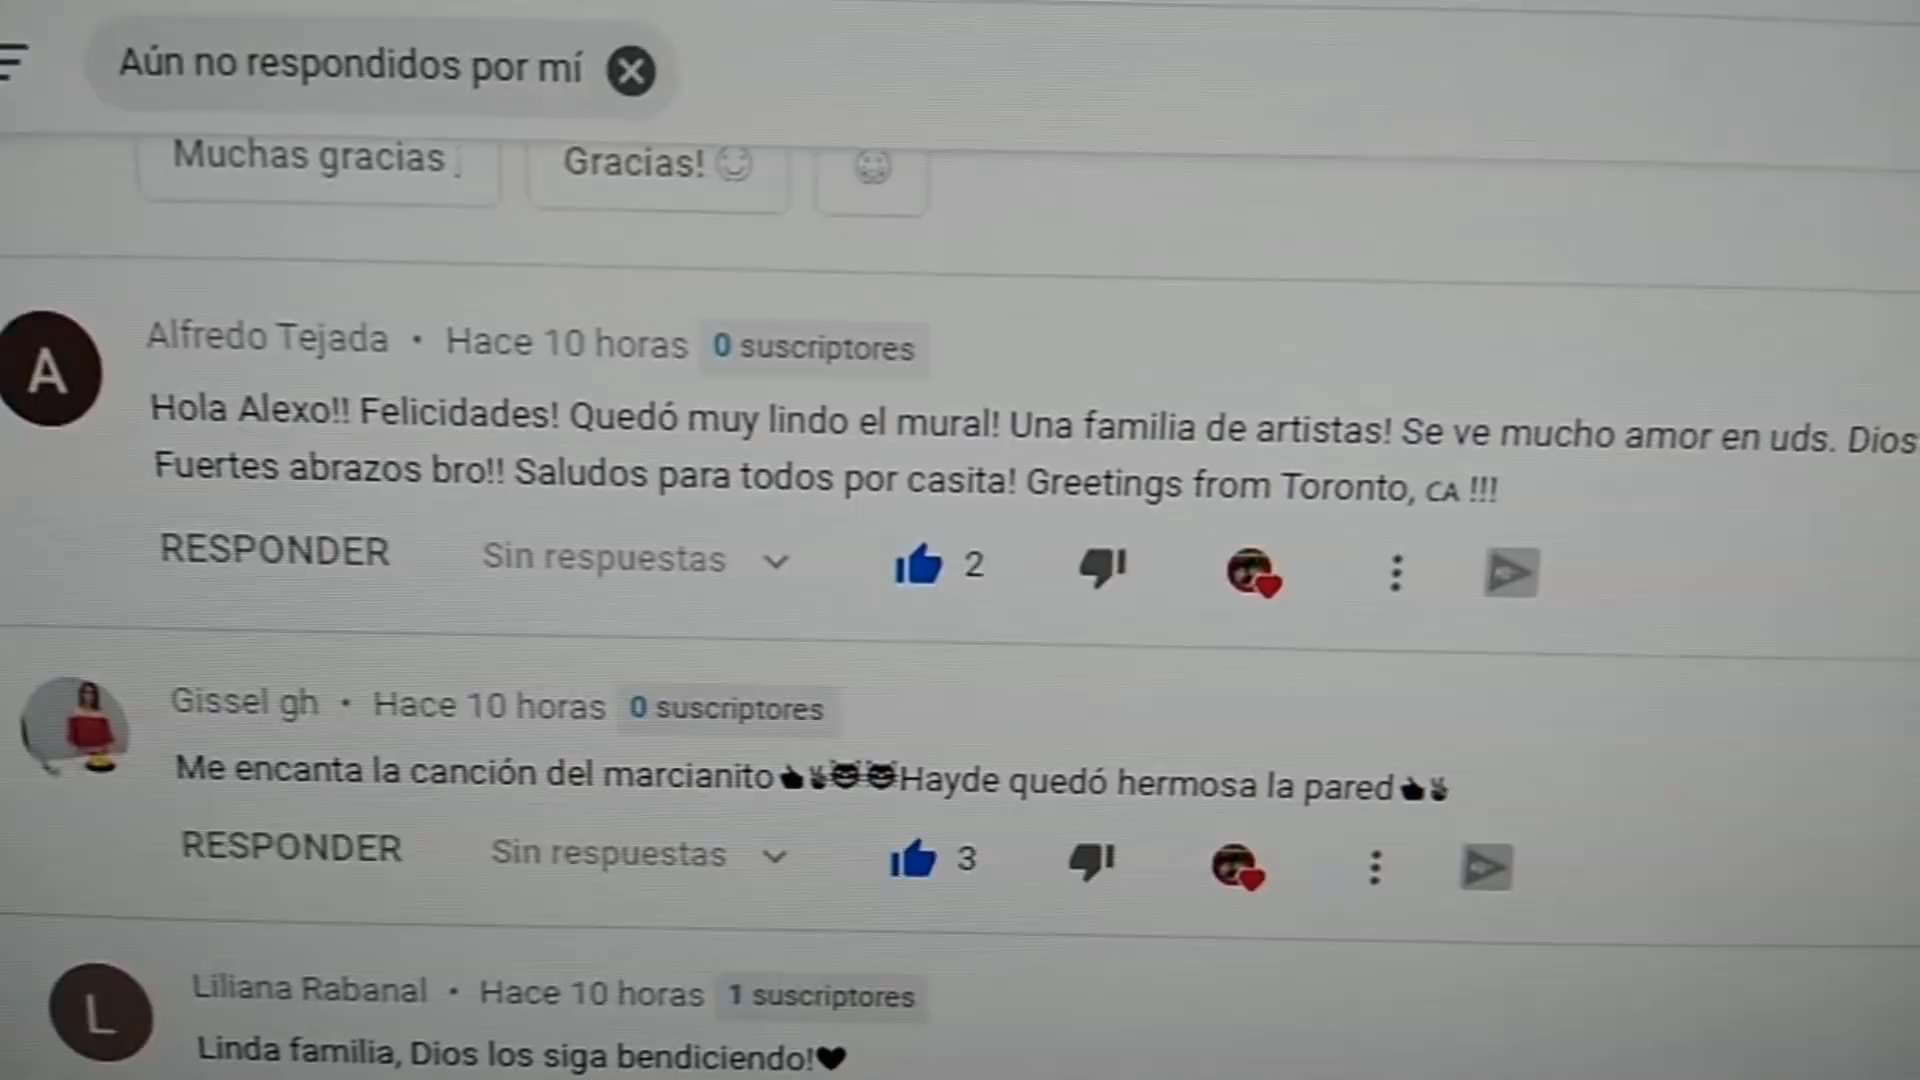 Aún no respondidos por mí
Muchas gracias
Gracias!
A
Alfredo Tejada • Hace 10 horas 0 suscriptores
Hola Alexo!! Felicidades! Quedó muy lindo el mural! Una familia de artistas! Se ve mucho amor en uds. Dios
Fuertes abrazos bro!! Saludos para todos por casita! Greetings from Toronto, CA !!!
RESPONDER Sin respuestas 2
Gissel gh • Hace 10 horas 0 suscriptores
Me encanta la canción del marcianito👍✌😈😈Hayde quedó hermosa la pared👍✌
RESPONDER Sin respuestas 3
L
Liliana Rabanal • Hace 10 horas 1 suscriptores
Linda familia, Dios los siga bendiciendo!♥